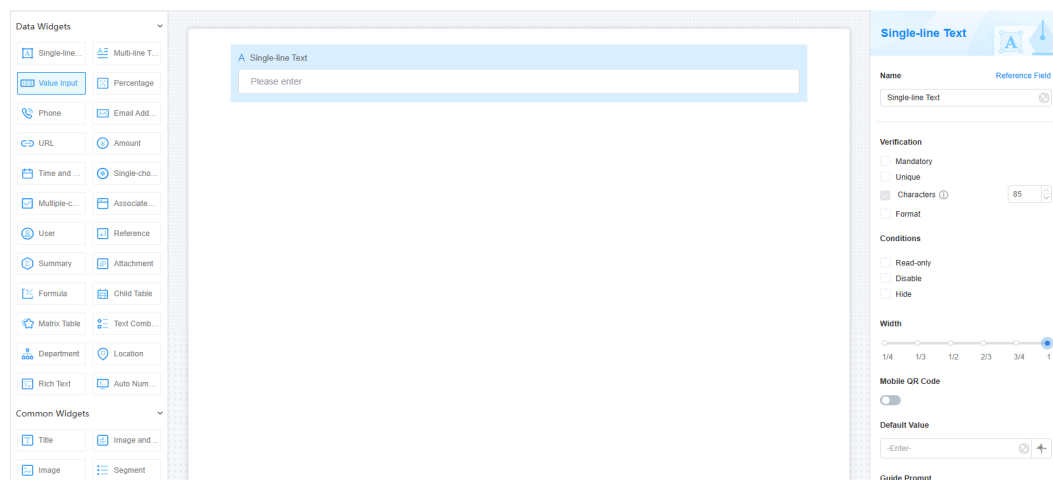 Data Widgets
Single-line...
Multi-line T...
Value Input
Percentage
Phone
Email Add...
URL
Amount
Time and ...
Single-cho...
Multiple-c...
Associate...
User
Reference
Summary
Attachment
Formula
Child Table
Matrix Table
Text Comb...
Department
Location
Rich Text
Auto Num...
Common Widgets
Title
Image and...
Image
Segment
A Single-line Text
Please enter
Single-line Text
A
Name Reference Field
Single-line Text
Verification
Mandatory
Unique
Characters 85
Format
Conditions
Read-only
Disable
Hide
Width
1/4 1/3 1/2 2/3 3/4 1
Mobile QR Code
Default Value
-Enter-
Guide Prompt